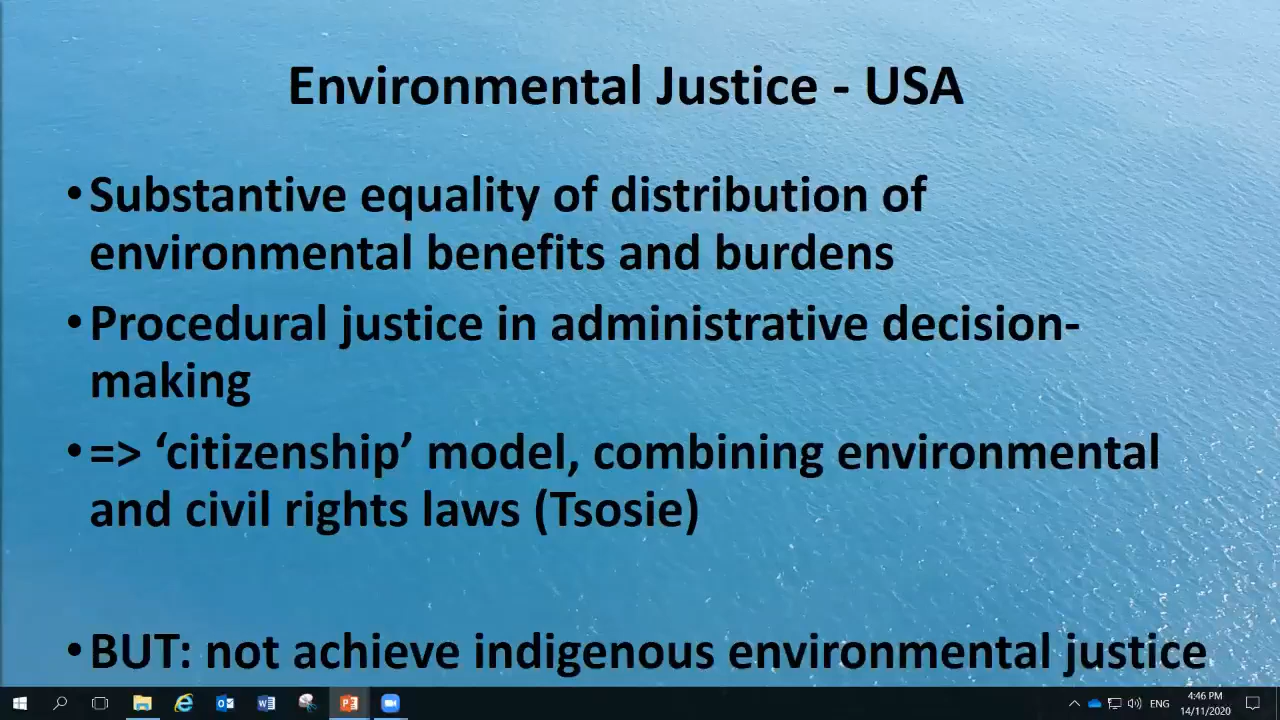 Environmental Justice - USA
• Substantive equality of distribution of
environmental benefits and burdens
• Procedural justice in administrative decision-
making
• => ‘citizenship’ model, combining environmental
and civil rights laws (Tsosie)
• BUT: not achieve indigenous environmental justice
ENG
4:46 PM
14/11/2020